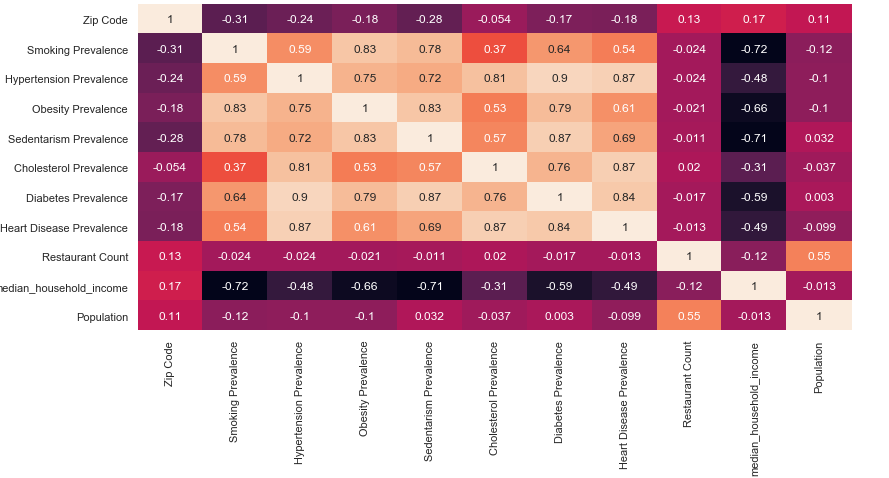 Zip Code 1 -0.31 -0.24 -0.18 -0.28 -0.054 -0.17 -0.18 0.13 0.17 0.11
Smoking Prevalence -0.31 1 0.59 0.83 0.78 0.37 0.64 0.54 -0.024 -0.72 -0.12
Hypertension Prevalence -0.24 0.59 1 0.75 0.72 0.81 0.9 0.87 -0.024 -0.48 -0.1
Obesity Prevalence -0.18 0.83 0.75 1 0.83 0.53 0.79 0.61 -0.021 -0.66 -0.1
Sedentarism Prevalence -0.28 0.78 0.72 0.83 1 0.57 0.87 0.69 -0.011 -0.71 0.032
Cholesterol Prevalence -0.054 0.37 0.81 0.53 0.57 1 0.76 0.87 0.02 -0.31 -0.037
Diabetes Prevalence -0.17 0.64 0.9 0.79 0.87 0.76 1 0.84 -0.017 -0.59 0.003
Heart Disease Prevalence -0.18 0.54 0.87 0.61 0.69 0.87 0.84 1 -0.013 -0.49 -0.099
Restaurant Count 0.13 -0.024 -0.024 -0.021 -0.011 0.02 -0.017 -0.013 1 -0.12 0.55
edian_household_income 0.17 -0.72 -0.48 -0.66 -0.71 -0.31 -0.59 -0.49 -0.12 1 -0.013
Population 0.11 -0.12 -0.1 -0.1 0.032 -0.037 0.003 -0.099 0.55 -0.013 1
Zip Code
Smoking Prevalence
Hypertension Prevalence
Obesity Prevalence
Sedentarism Prevalence
Cholesterol Prevalence
Diabetes Prevalence
Heart Disease Prevalence
Restaurant Count
median_household_income
Population